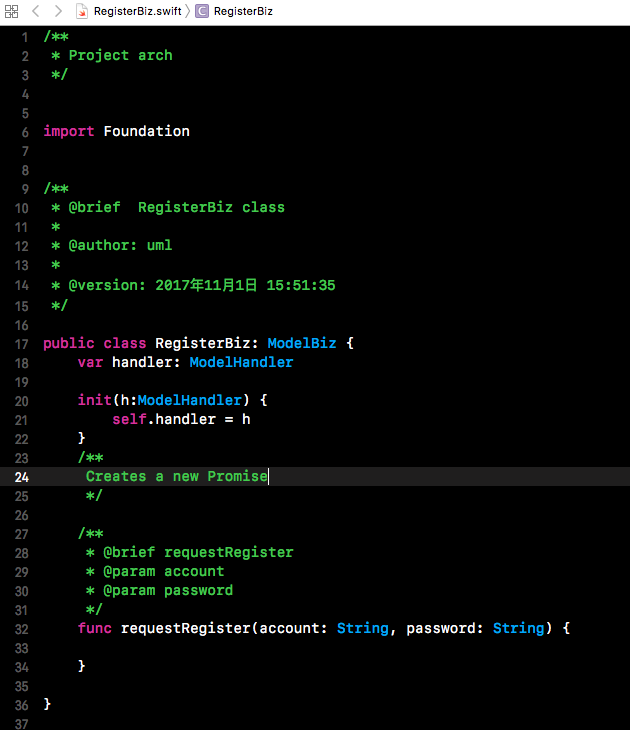 RegisterBiz.swift RegisterBiz
1 /**
2  * Project arch
3  */
4
5
6 import Foundation
7
8
9 /**
10  * @brief  RegisterBiz class
11  *
12  * @author: uml
13  *
14  * @version: 2017年11月1日 15:51:35
15  */
16
17 public class RegisterBiz: ModelBiz {
18     var handler: ModelHandler
19
20     init(h:ModelHandler) {
21         self.handler = h
22     }
23     /**
24      Creates a new Promise
25      */
26
27     /**
28      * @brief requestRegister
29      * @param account
30      * @param password
31      */
32     func requestRegister(account: String, password: String) {
33
34     }
35
36 }
37